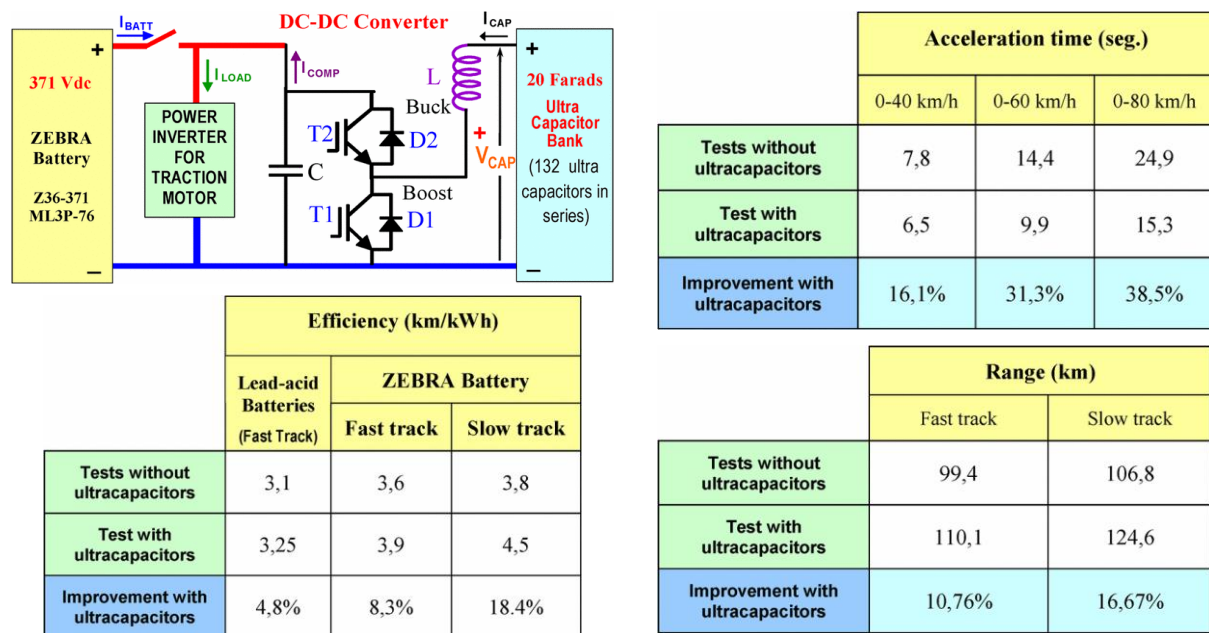 I BATT
DC-DC Converter
I CAP
+
371 Vdc
ZEBRA
Battery
Z36-371
ML3P-76
–
I LOAD
POWER
INVERTER
FOR
TRACTION
MOTOR
I COMP
C
T2
D2
Buck
T1
D1
Boost
L
+
V CAP
+
20 Farads
Ultra
Capacitor
Bank
(132 ultra
capacitors in
series)
–
Acceleration time (seg.)
0-40 km/h 0-60 km/h 0-80 km/h
Tests without
ultracapacitors
7,8 14,4 24,9
Test with
ultracapacitors
6,5 9,9 15,3
Improvement with
ultracapacitors
16,1% 31,3% 38,5%
Efficiency (km/kWh)
Lead-acid
Batteries
(Fast Track)
ZEBRA Battery
Fast track Slow track
Tests without
ultracapacitors
3,1 3,6 3,8
Test with
ultracapacitors
3,25 3,9 4,5
Improvement with
ultracapacitors
4,8% 8,3% 18.4%
Range (km)
Fast track Slow track
Tests without
ultracapacitors
99,4 106,8
Test with
ultracapacitors
110,1 124,6
Improvement with
ultracapacitors
10,76% 16,67%